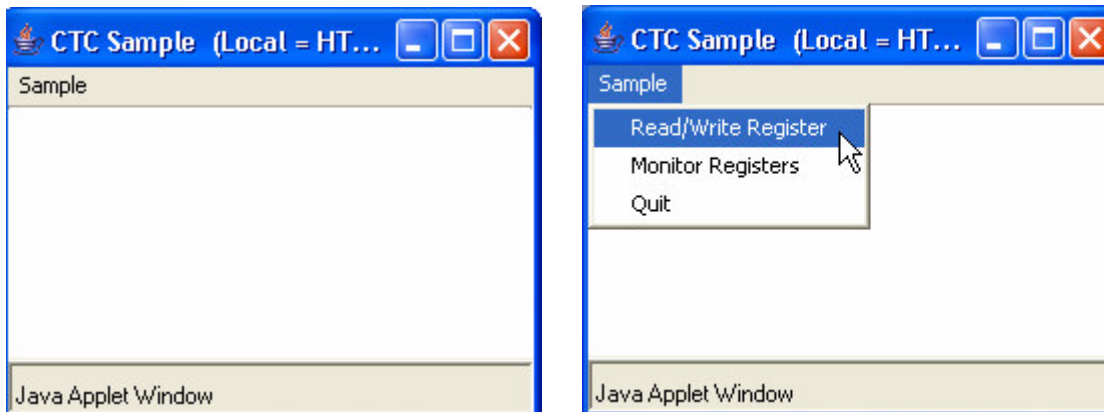 CTC Sample (Local = HT...
Sample
Java Applet Window
CTC Sample (Local = HT...
Sample
Read/Write Register
Monitor Registers
Quit
Java Applet Window